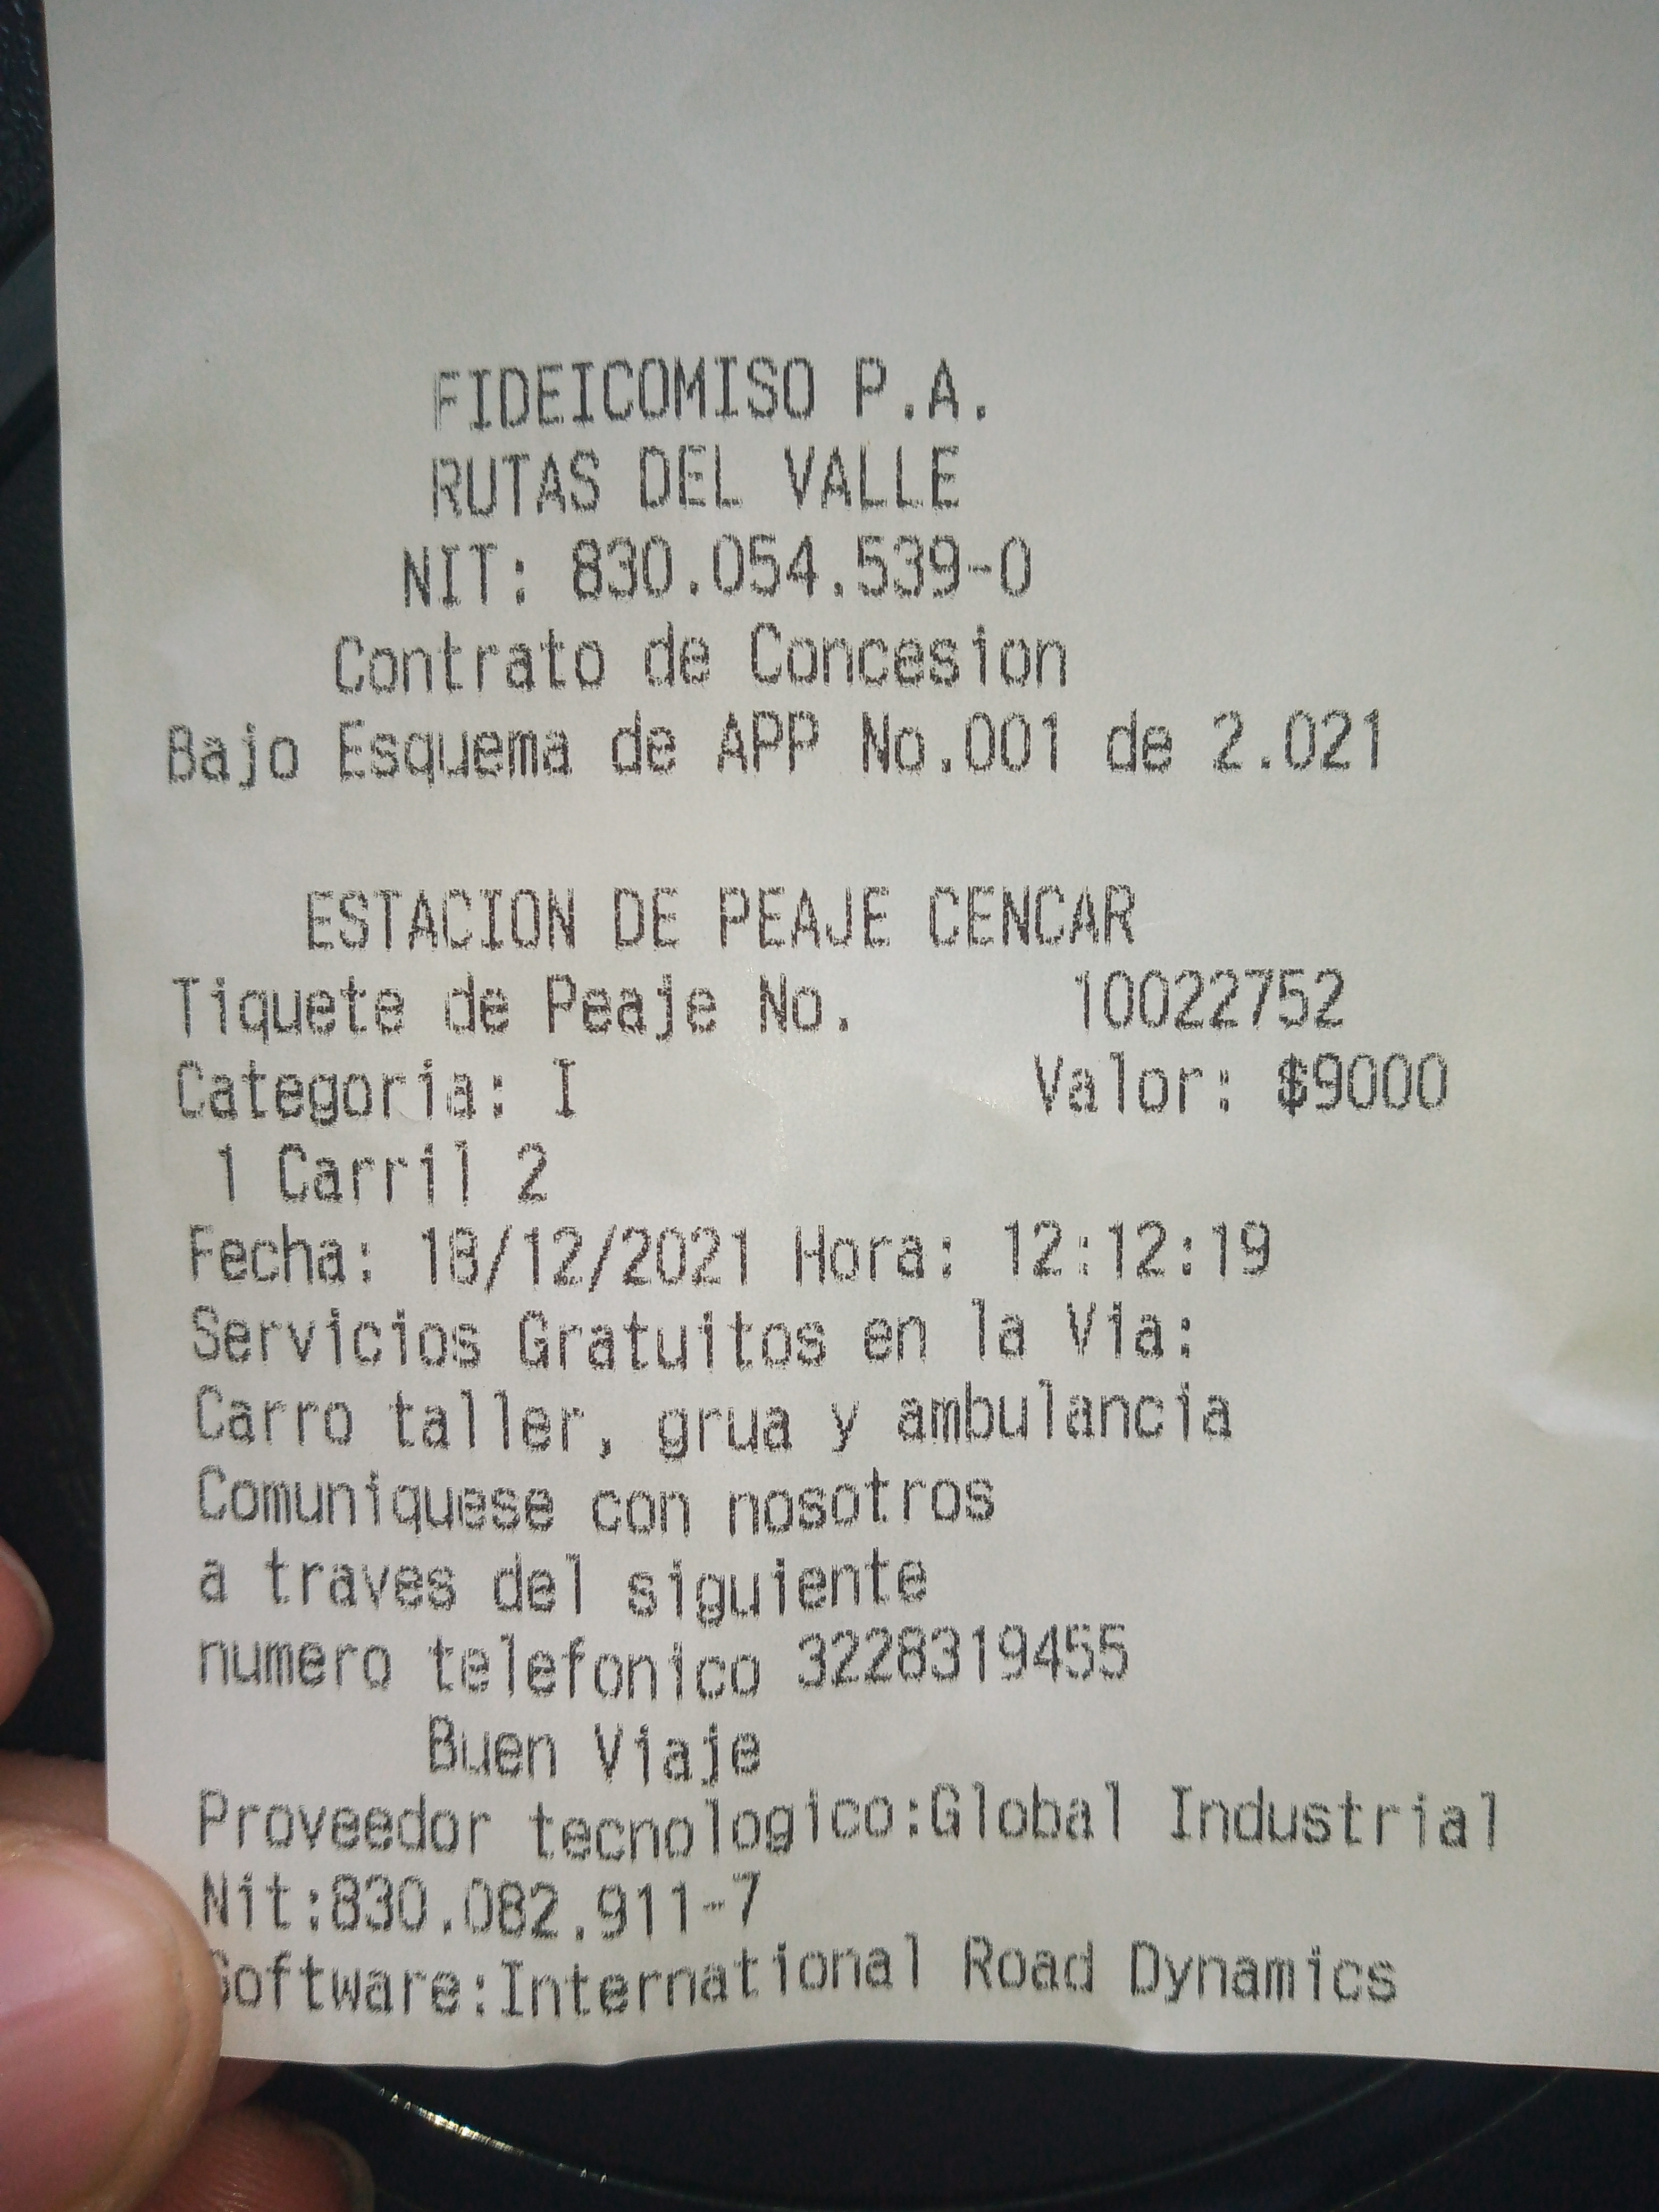 FIDEICOMISO P.A.
RUTAS DEL VALLE
NIT: 830.054.539-0
Contrato de Concesion
Bajo Esquema de APP No.001 de 2.021
ESTACION DE PEAJE CENCAR
Tiquete de Peaje No. 10022752
Categoria: I Valor: $9000
1 Carril 2
Fecha: 18/12/2021 Hora: 12:12:19
Servicios Gratuitos en la Via:
Carro taller, grua y ambulancia
Comuniquese con nosotros
a traves del siguiente
numero telefonico 3228319455
Buen Viaje
Proveedor tecnologico:Global Industrial
Nit:830.082.911-7
Software:International Road Dynamics